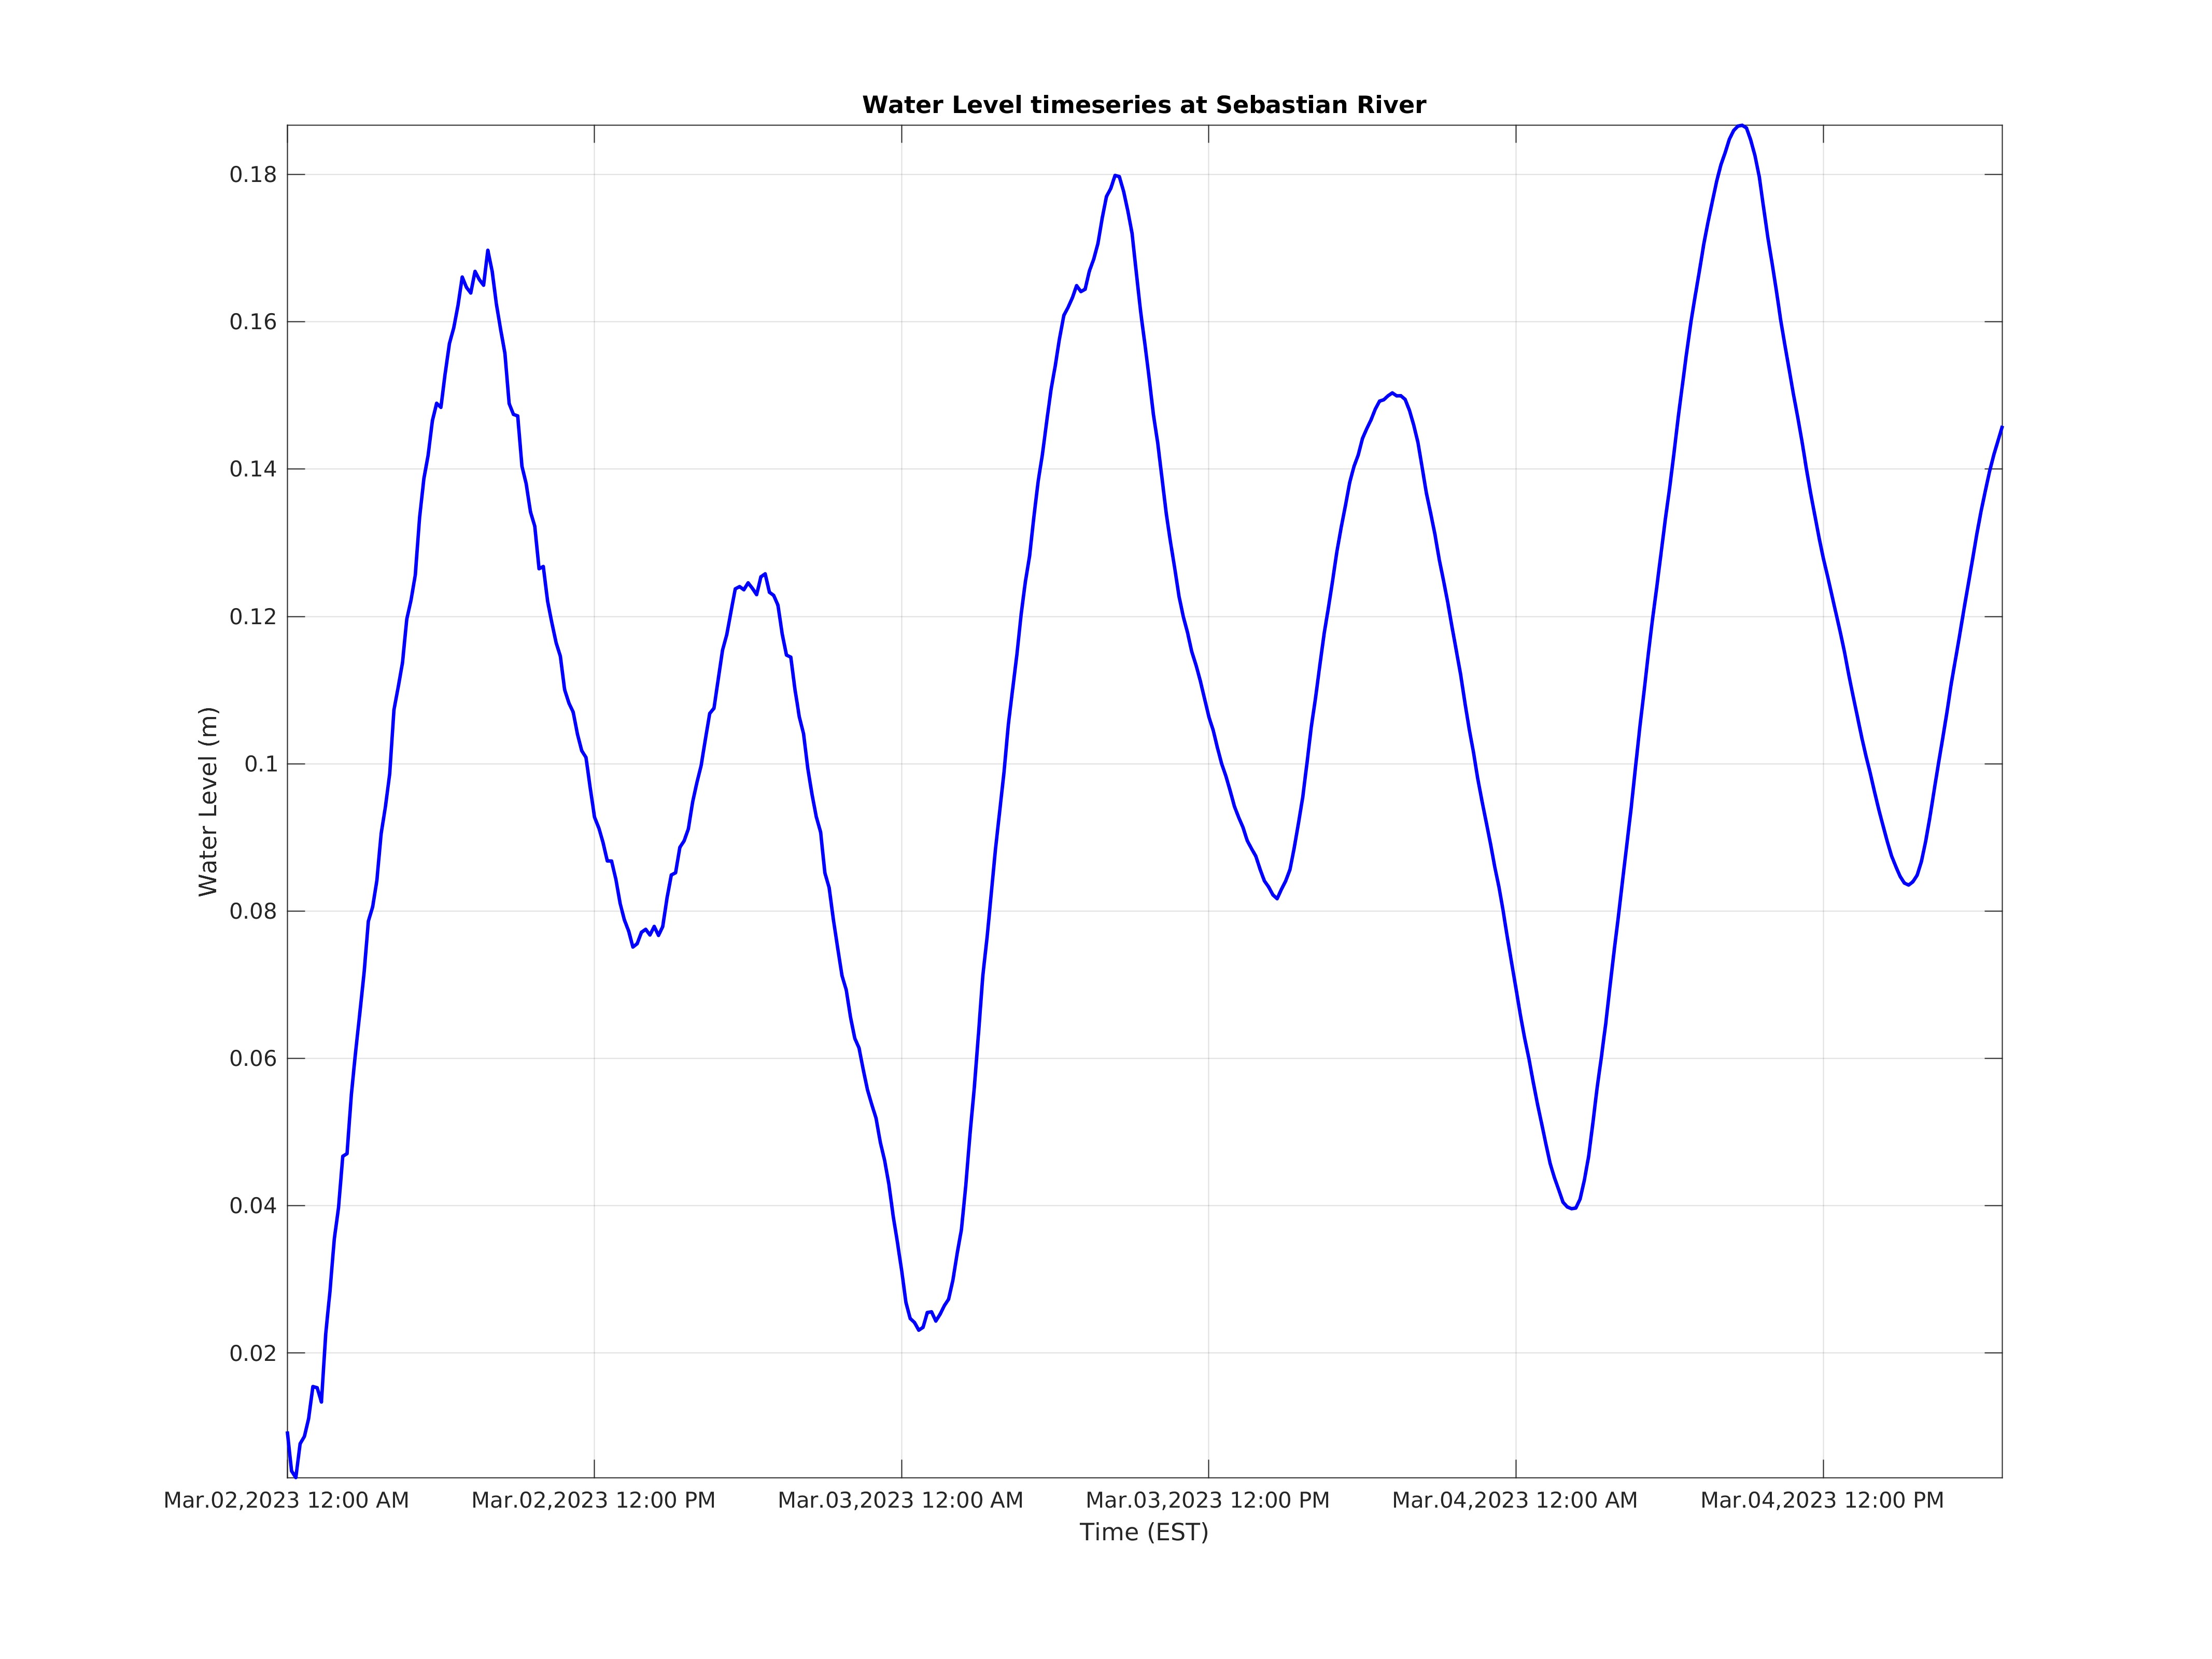 Water Level timeseries at Sebastian River
0.18
0.16
0.14
0.12
0.1
0.08
0.06
0.04
0.02
Water Level (m)
Mar.02,2023 12:00 AM Mar.02,2023 12:00 PM Mar.03,2023 12:00 AM Mar.03,2023 12:00 PM Mar.04,2023 12:00 AM Mar.04,2023 12:00 PM
Time (EST)